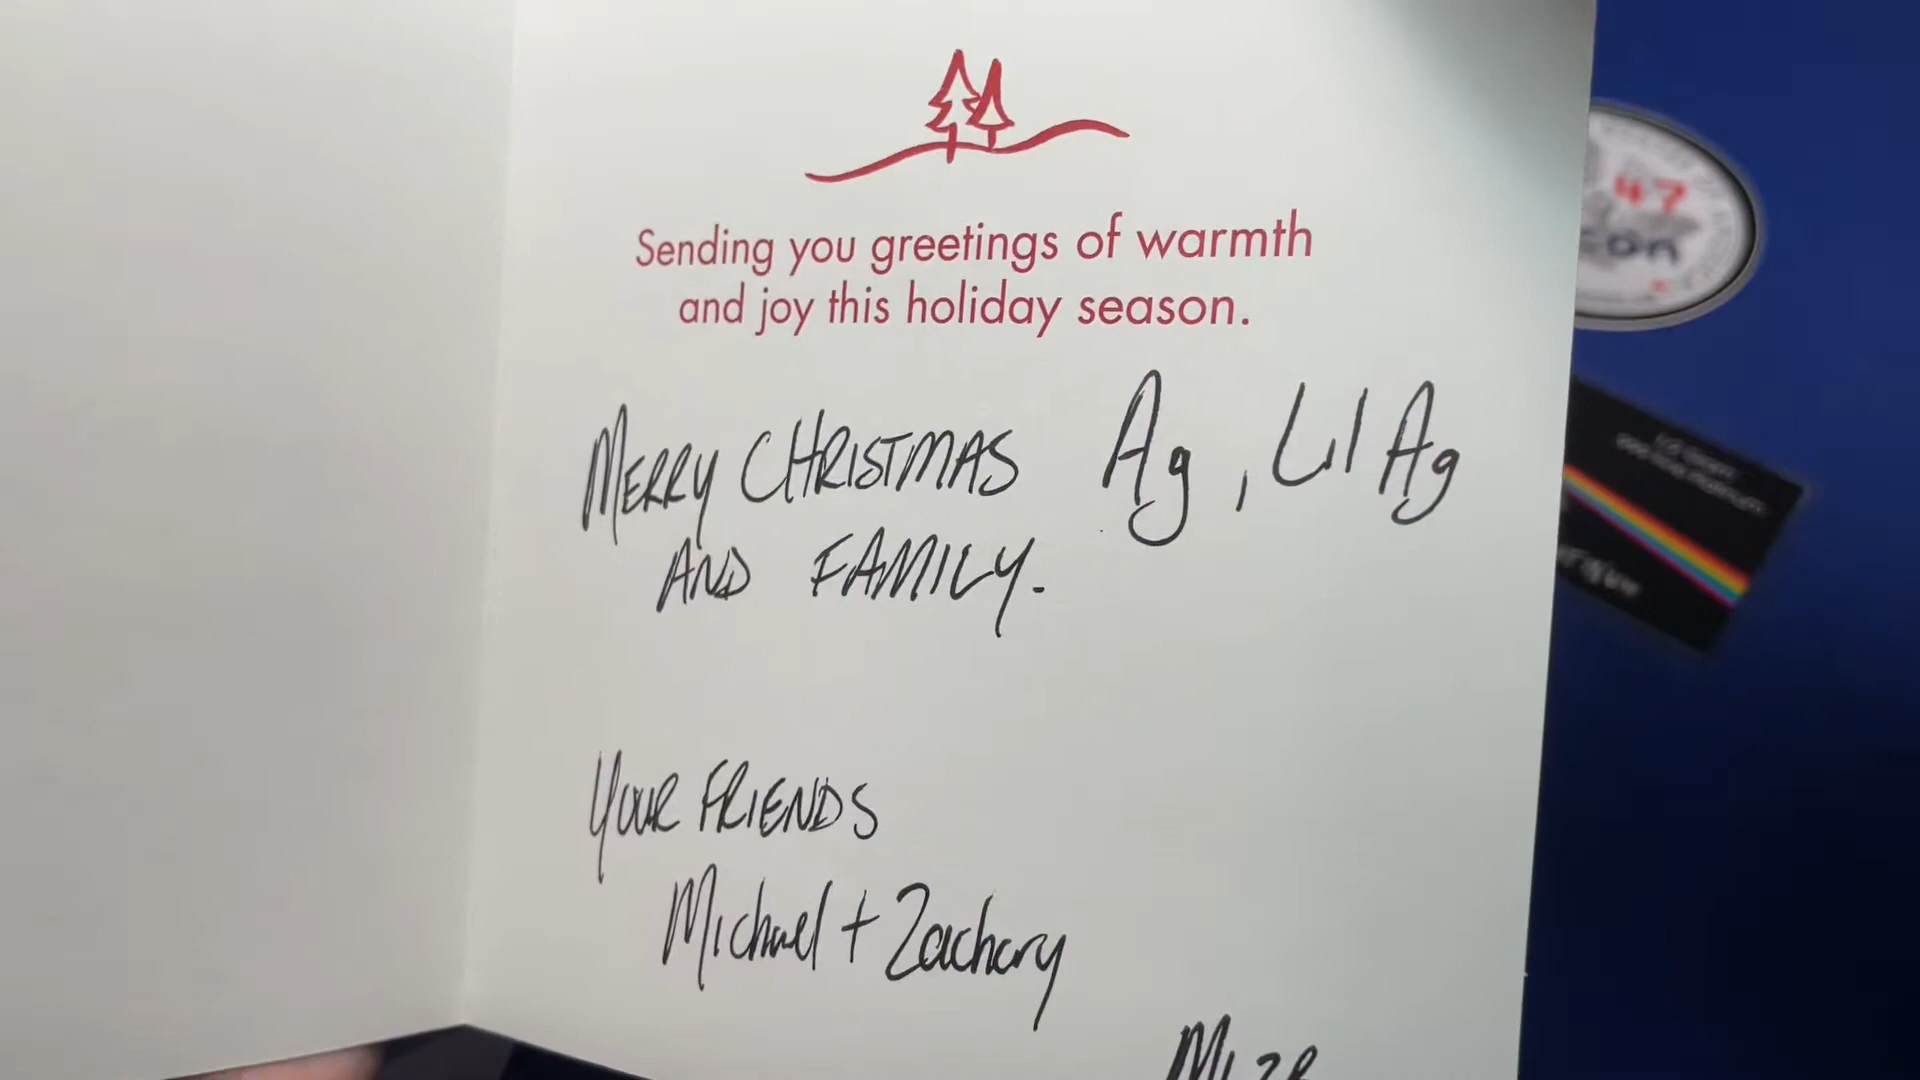 Sending you greetings of warmth
and joy this holiday season.
MERRY CHRISTMAS Ag, Lil Ag
AND FAMILY.
YOUR FRIENDS
Michael + Zachary
47